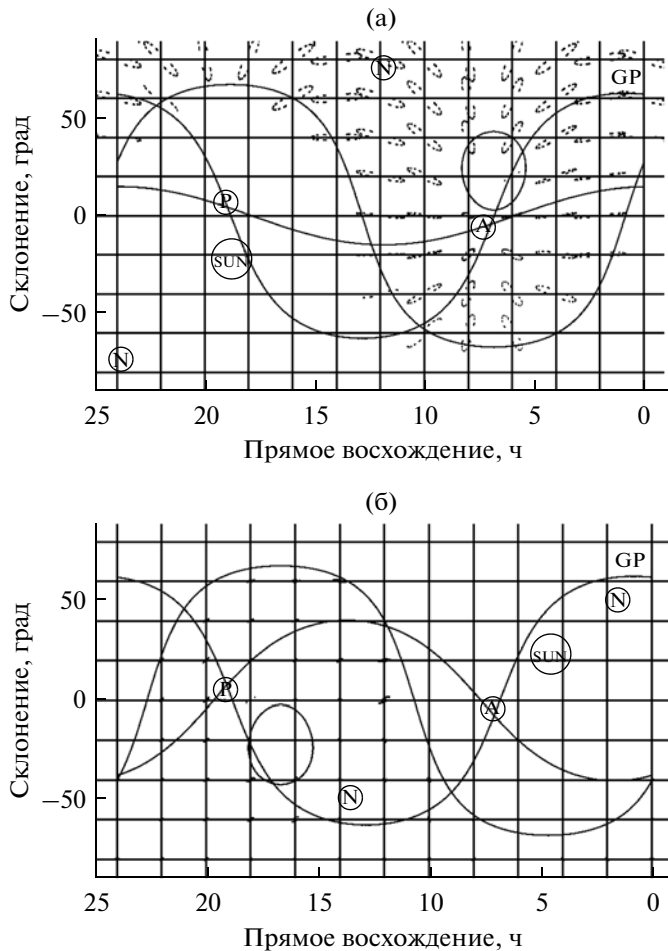 (а)
N
GP
50
P
0
A
SUN
−50
N
Склонение, град
25 20 15 10 5 0
Прямое восхождение, ч
(б)
GP
50
N
SUN
P
0
A
−50
N
Склонение, град
25 20 15 10 5 0
Прямое восхождение, ч